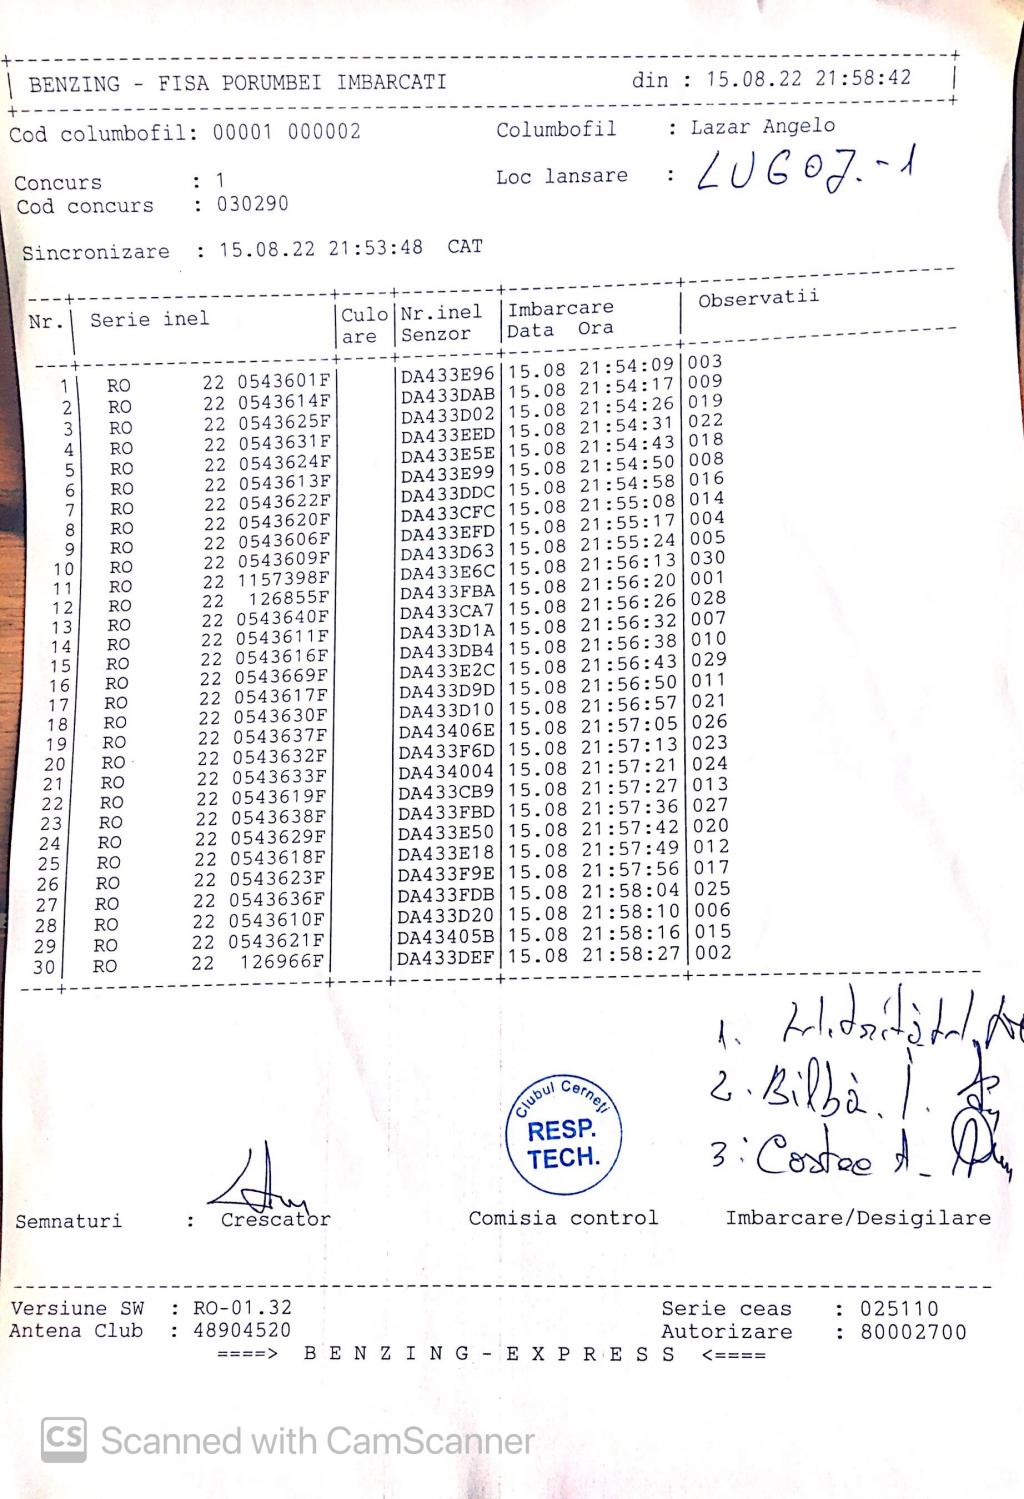 BENZING - FISA PORUMBEI IMBARCATI din : 15.08.22 21:58:42
Cod columbofil: 00001 000002 Columbofil : Lazar Angelo
Concurs : 1 Loc lansare : LUGOJ.-1
Cod concurs : 030290
Sincronizare : 15.08.22 21:53:48 CAT
Nr. Serie inel Culo Nr.inel Imbarcare Observatii
are Senzor Data Ora
1 RO 22 0543601F DA433E96 15.08 21:54:09 003
2 RO 22 0543614F DA433DAB 15.08 21:54:17 009
3 RO 22 0543625F DA433D02 15.08 21:54:26 019
4 RO 22 0543631F DA433EED 15.08 21:54:31 022
5 RO 22 0543624F DA433E5E 15.08 21:54:43 018
6 RO 22 0543613F DA433E99 15.08 21:54:50 008
7 RO 22 0543622F DA433DDC 15.08 21:54:58 016
8 RO 22 0543620F DA433CFC 15.08 21:55:08 014
9 RO 22 0543606F DA433EFD 15.08 21:55:17 004
10 RO 22 0543609F DA433D63 15.08 21:55:24 005
11 RO 22 1157398F DA433E6C 15.08 21:56:13 030
12 RO 22 126855F DA433FBA 15.08 21:56:20 001
13 RO 22 0543640F DA433CA7 15.08 21:56:26 028
14 RO 22 0543611F DA433D1A 15.08 21:56:32 007
15 RO 22 0543616F DA433DB4 15.08 21:56:38 010
16 RO 22 0543669F DA433E2C 15.08 21:56:43 029
17 RO 22 0543617F DA433D9D 15.08 21:56:50 011
18 RO 22 0543630F DA433D10 15.08 21:56:57 021
19 RO 22 0543637F DA43406E 15.08 21:57:05 026
20 RO 22 0543632F DA433F6D 15.08 21:57:13 023
21 RO 22 0543633F DA434004 15.08 21:57:21 024
22 RO 22 0543619F DA433CB9 15.08 21:57:27 013
23 RO 22 0543638F DA433FBD 15.08 21:57:36 027
24 RO 22 0543629F DA433E50 15.08 21:57:42 020
25 RO 22 0543618F DA433E18 15.08 21:57:49 012
26 RO 22 0543623F DA433F9E 15.08 21:57:56 017
27 RO 22 0543636F DA433FDB 15.08 21:58:04 025
28 RO 22 0543610F DA433D20 15.08 21:58:10 006
29 RO 22 0543621F DA43405B 15.08 21:58:16 015
30 RO 22 126966F DA433DEF 15.08 21:58:27 002
1.
2. Bilbà. I.
3: Costee A-
Clubul Cerneți
RESP.
TECH.
Semnaturi : Crescator Comisia control Imbarcare/Desigilare
Versiune SW : RO-01.32 Serie ceas : 025110
Antena Club : 48904520 Autorizare : 80002700
====> B E N Z I N G - E X P R E S S <====
CS Scanned with CamScanner